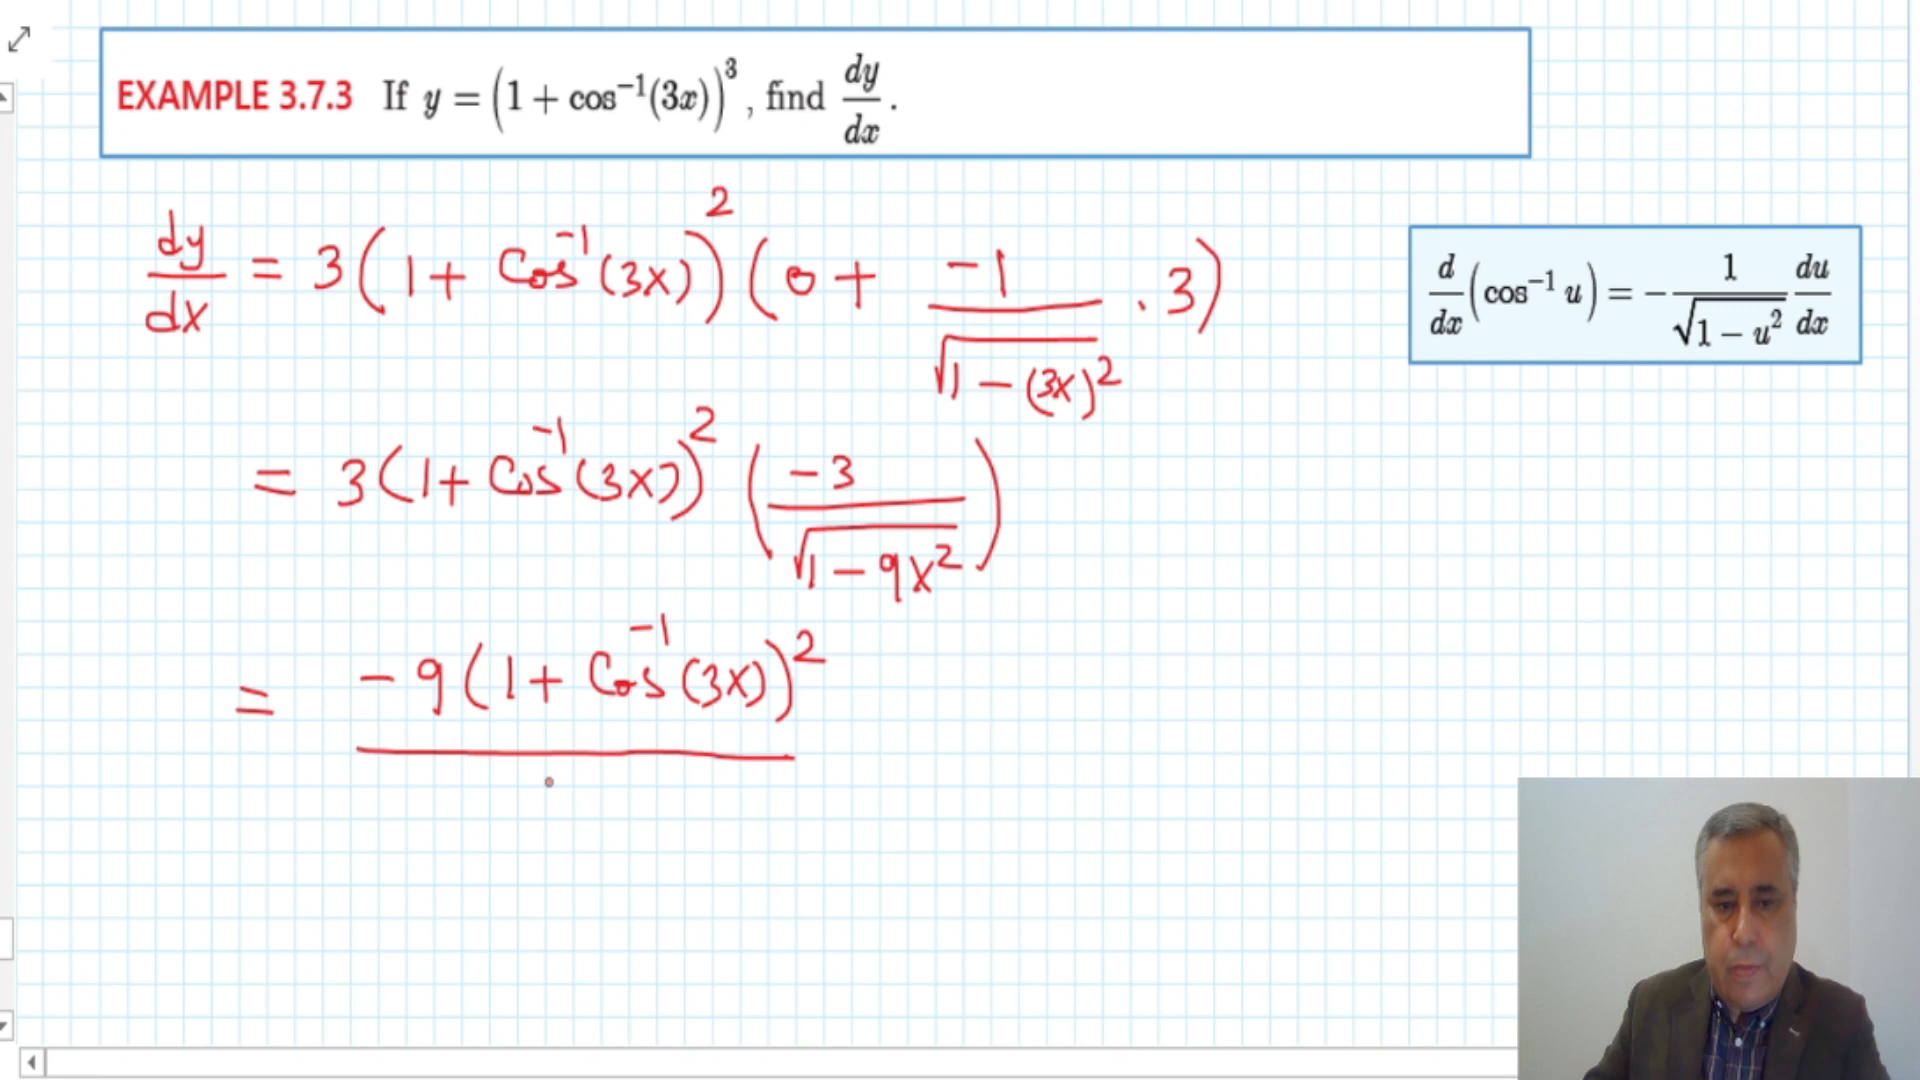 EXAMPLE 3.7.3 If y = (1 + cos⁻¹(3x))³, find dy/dx.
dy/dx = 3(1 + Cos⁻¹(3x))² (0 + -1/√(1 - (3x)²) · 3)
d/dx(cos⁻¹ u) = - 1/√(1 - u²) du/dx
= 3(1 + Cos⁻¹(3x))² (-3/√(1 - 9x²))
= -9(1 + Cos⁻¹(3x))²